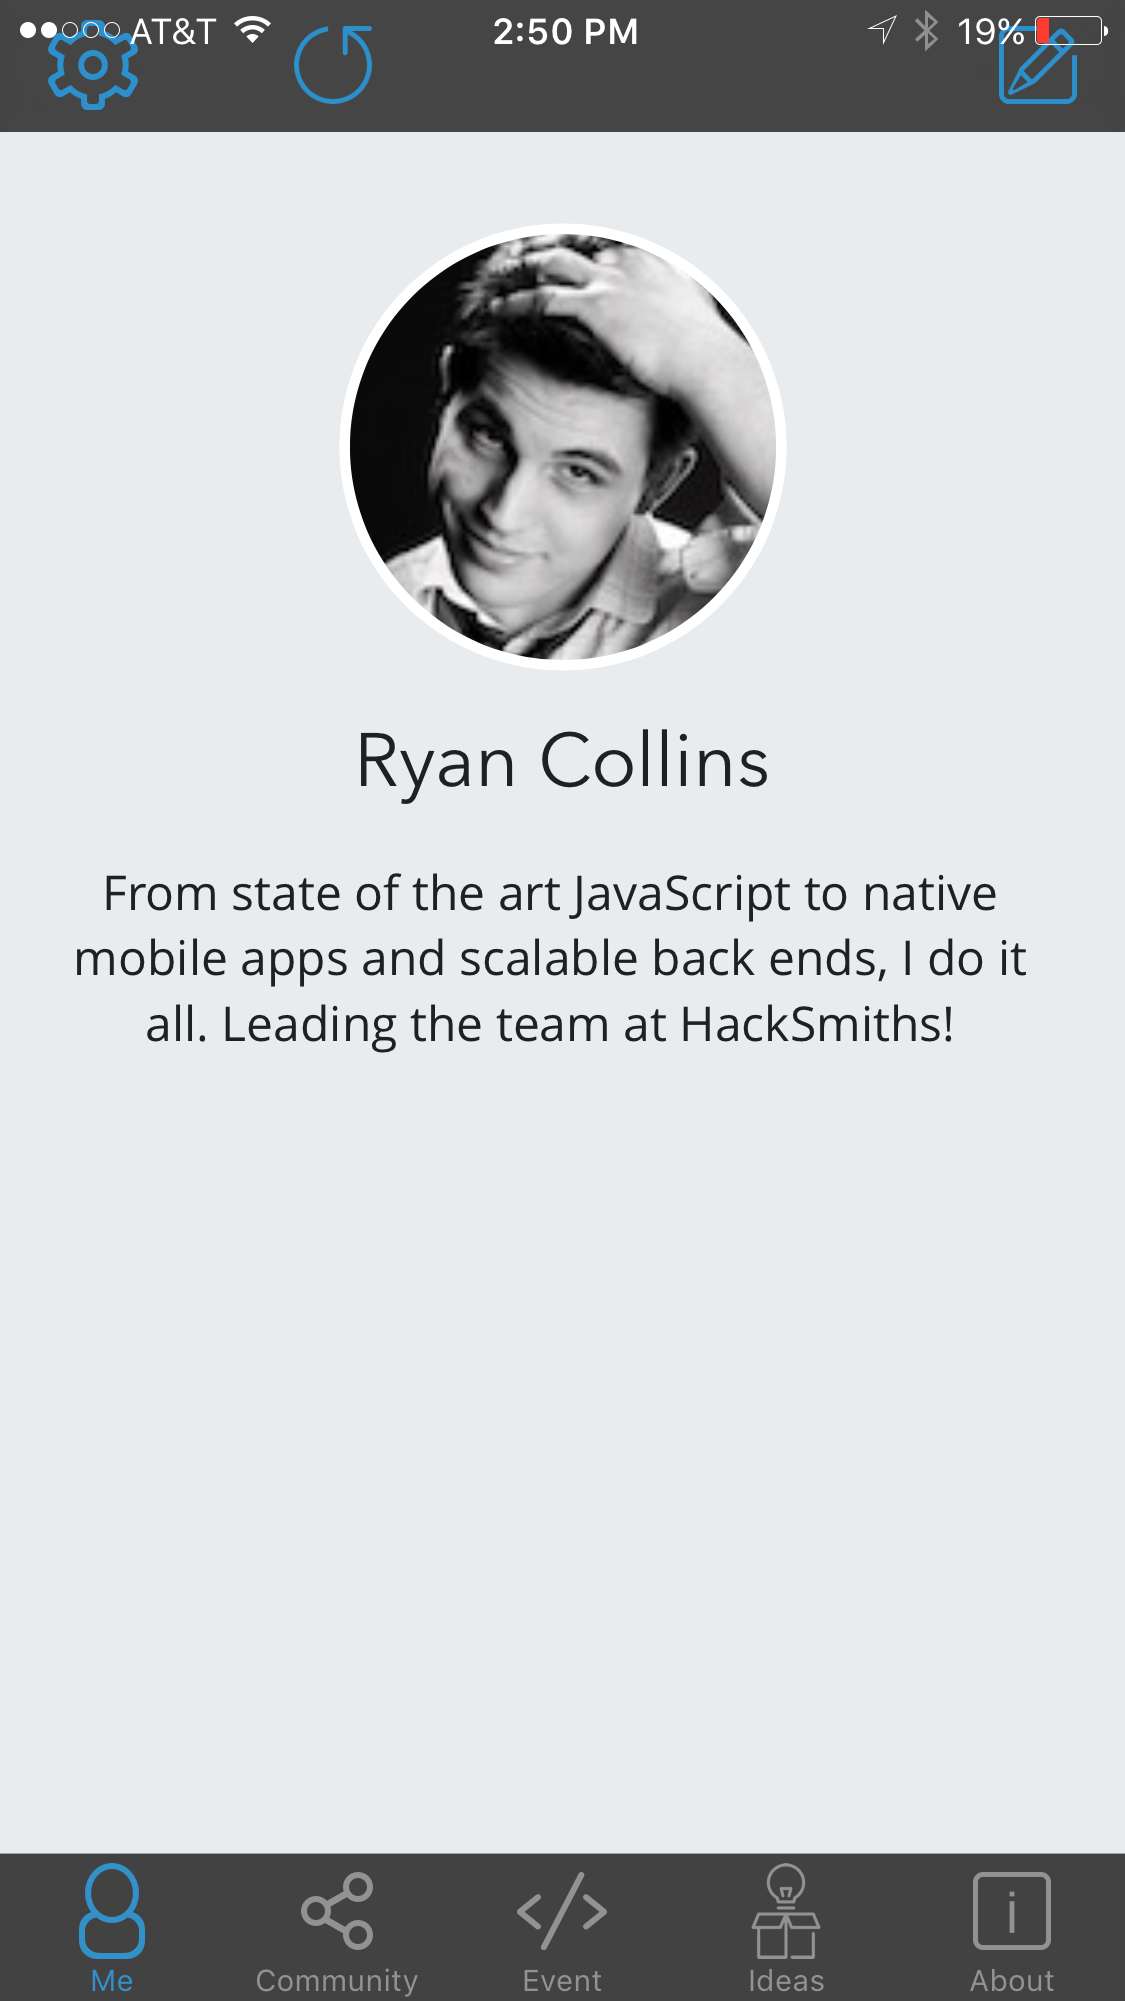 AT&T 2:50 PM 19%
Ryan Collins
From state of the art JavaScript to native
mobile apps and scalable back ends, I do it
all. Leading the team at HackSmiths!
Me Community Event Ideas About